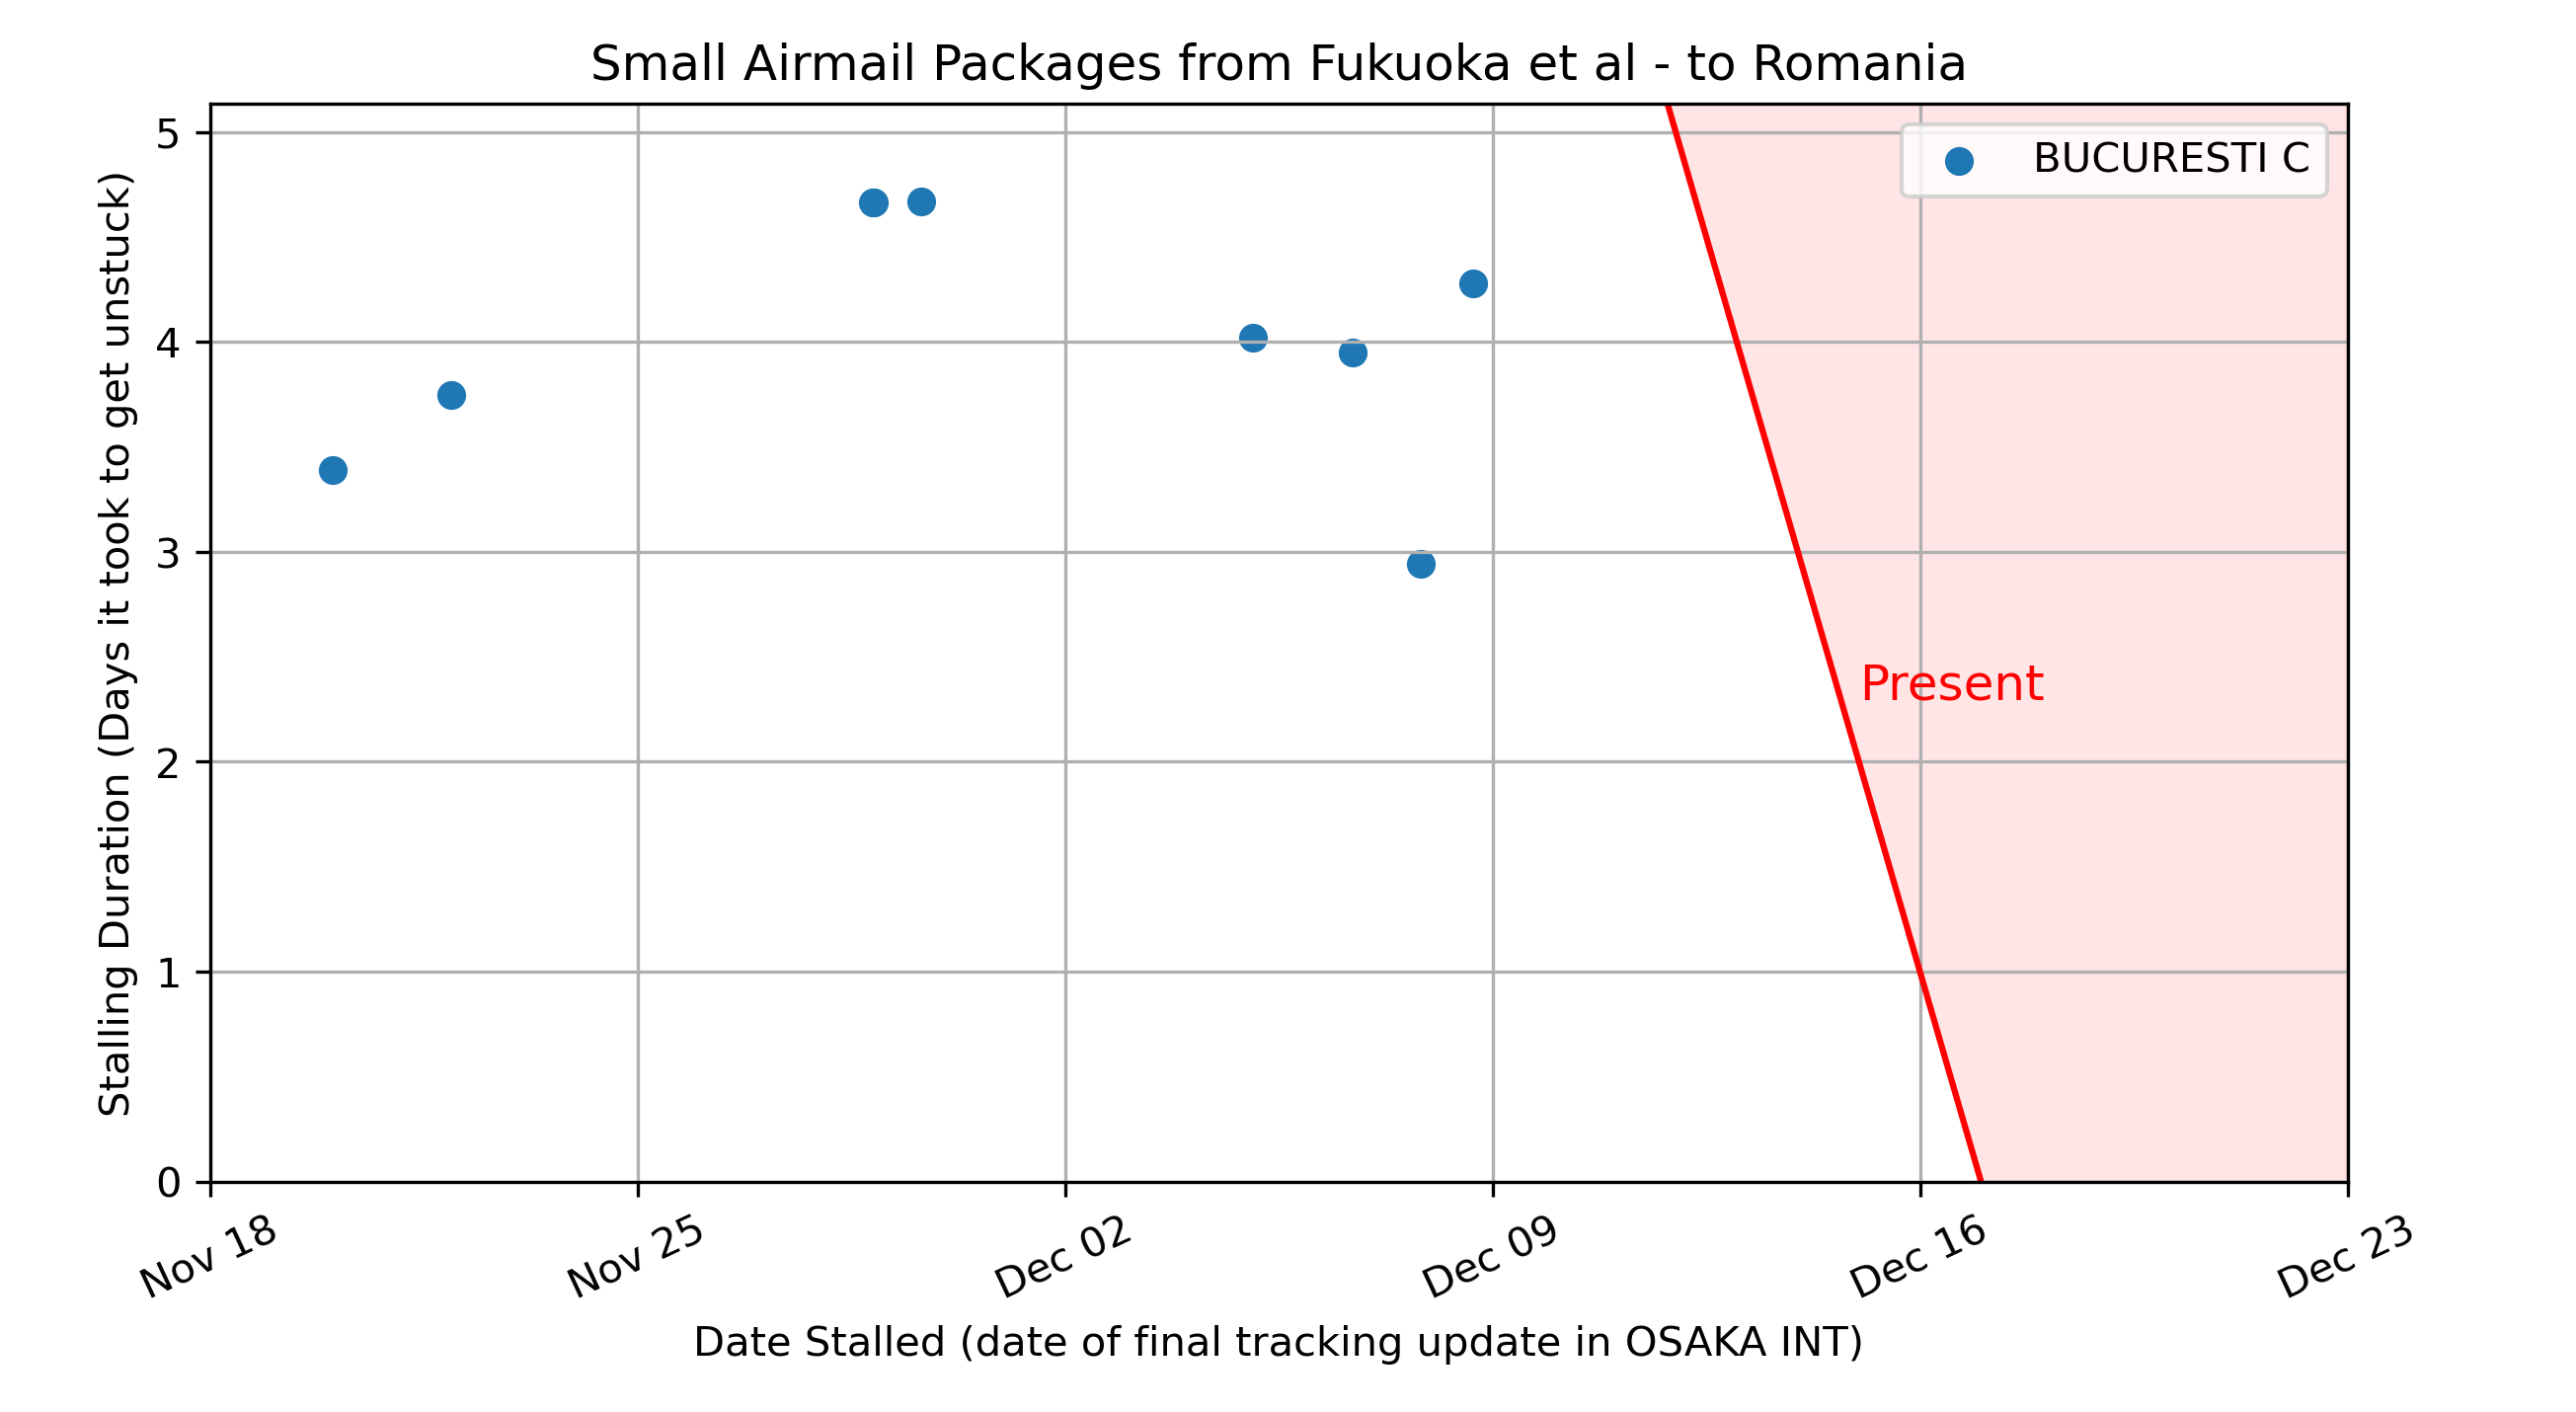 Small Airmail Packages from Fukuoka et al - to Romania
BUCURESTI C
Present
Stalling Duration (Days it took to get unstuck)
5
4
3
2
1
0
Nov 18
Nov 25
Dec 02
Dec 09
Dec 16
Dec 23
Date Stalled (date of final tracking update in OSAKA INT)